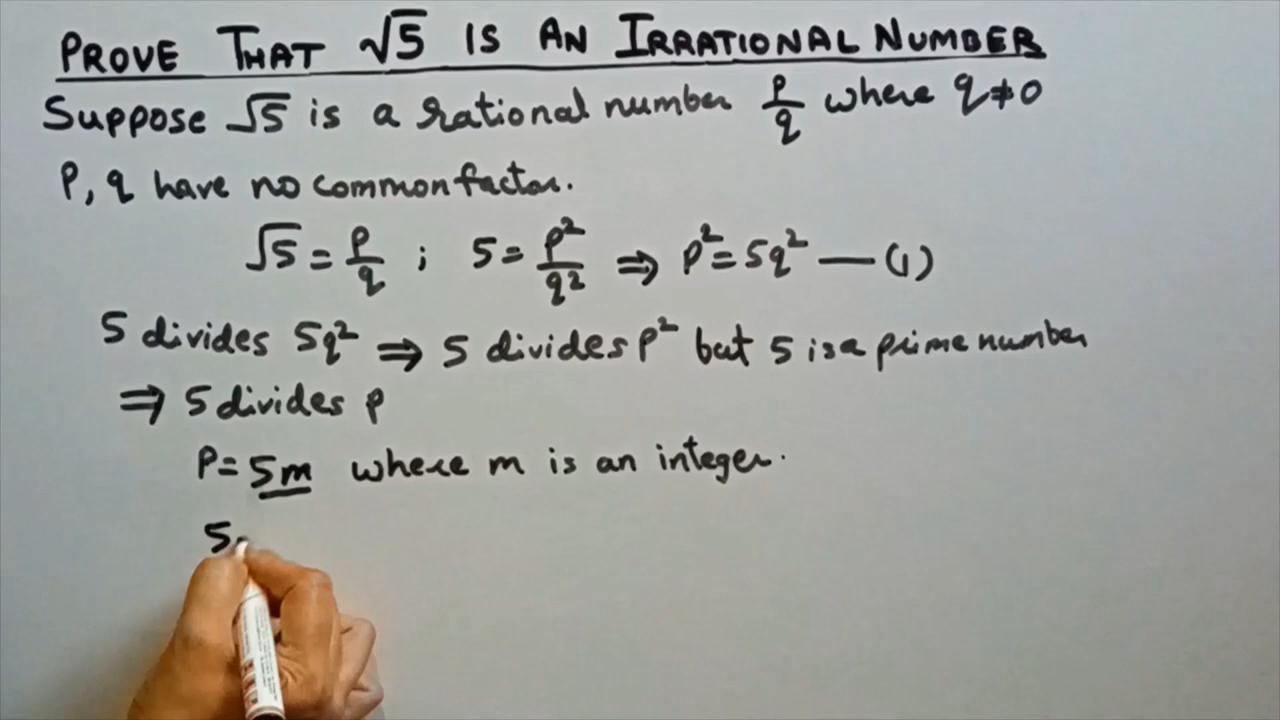 PROVE THAT √5 IS AN IRRATIONAL NUMBER
Suppose √5 is a rational number p/q where q≠0
P, q have no common factor.
√5 = p/q ; 5 = p²/q² ⇒ p² = 5q² — (1)
5 divides 5q² ⇒ 5 divides p² but 5 is a prime number
⇒ 5 divides p
P = 5m where m is an integer.
5